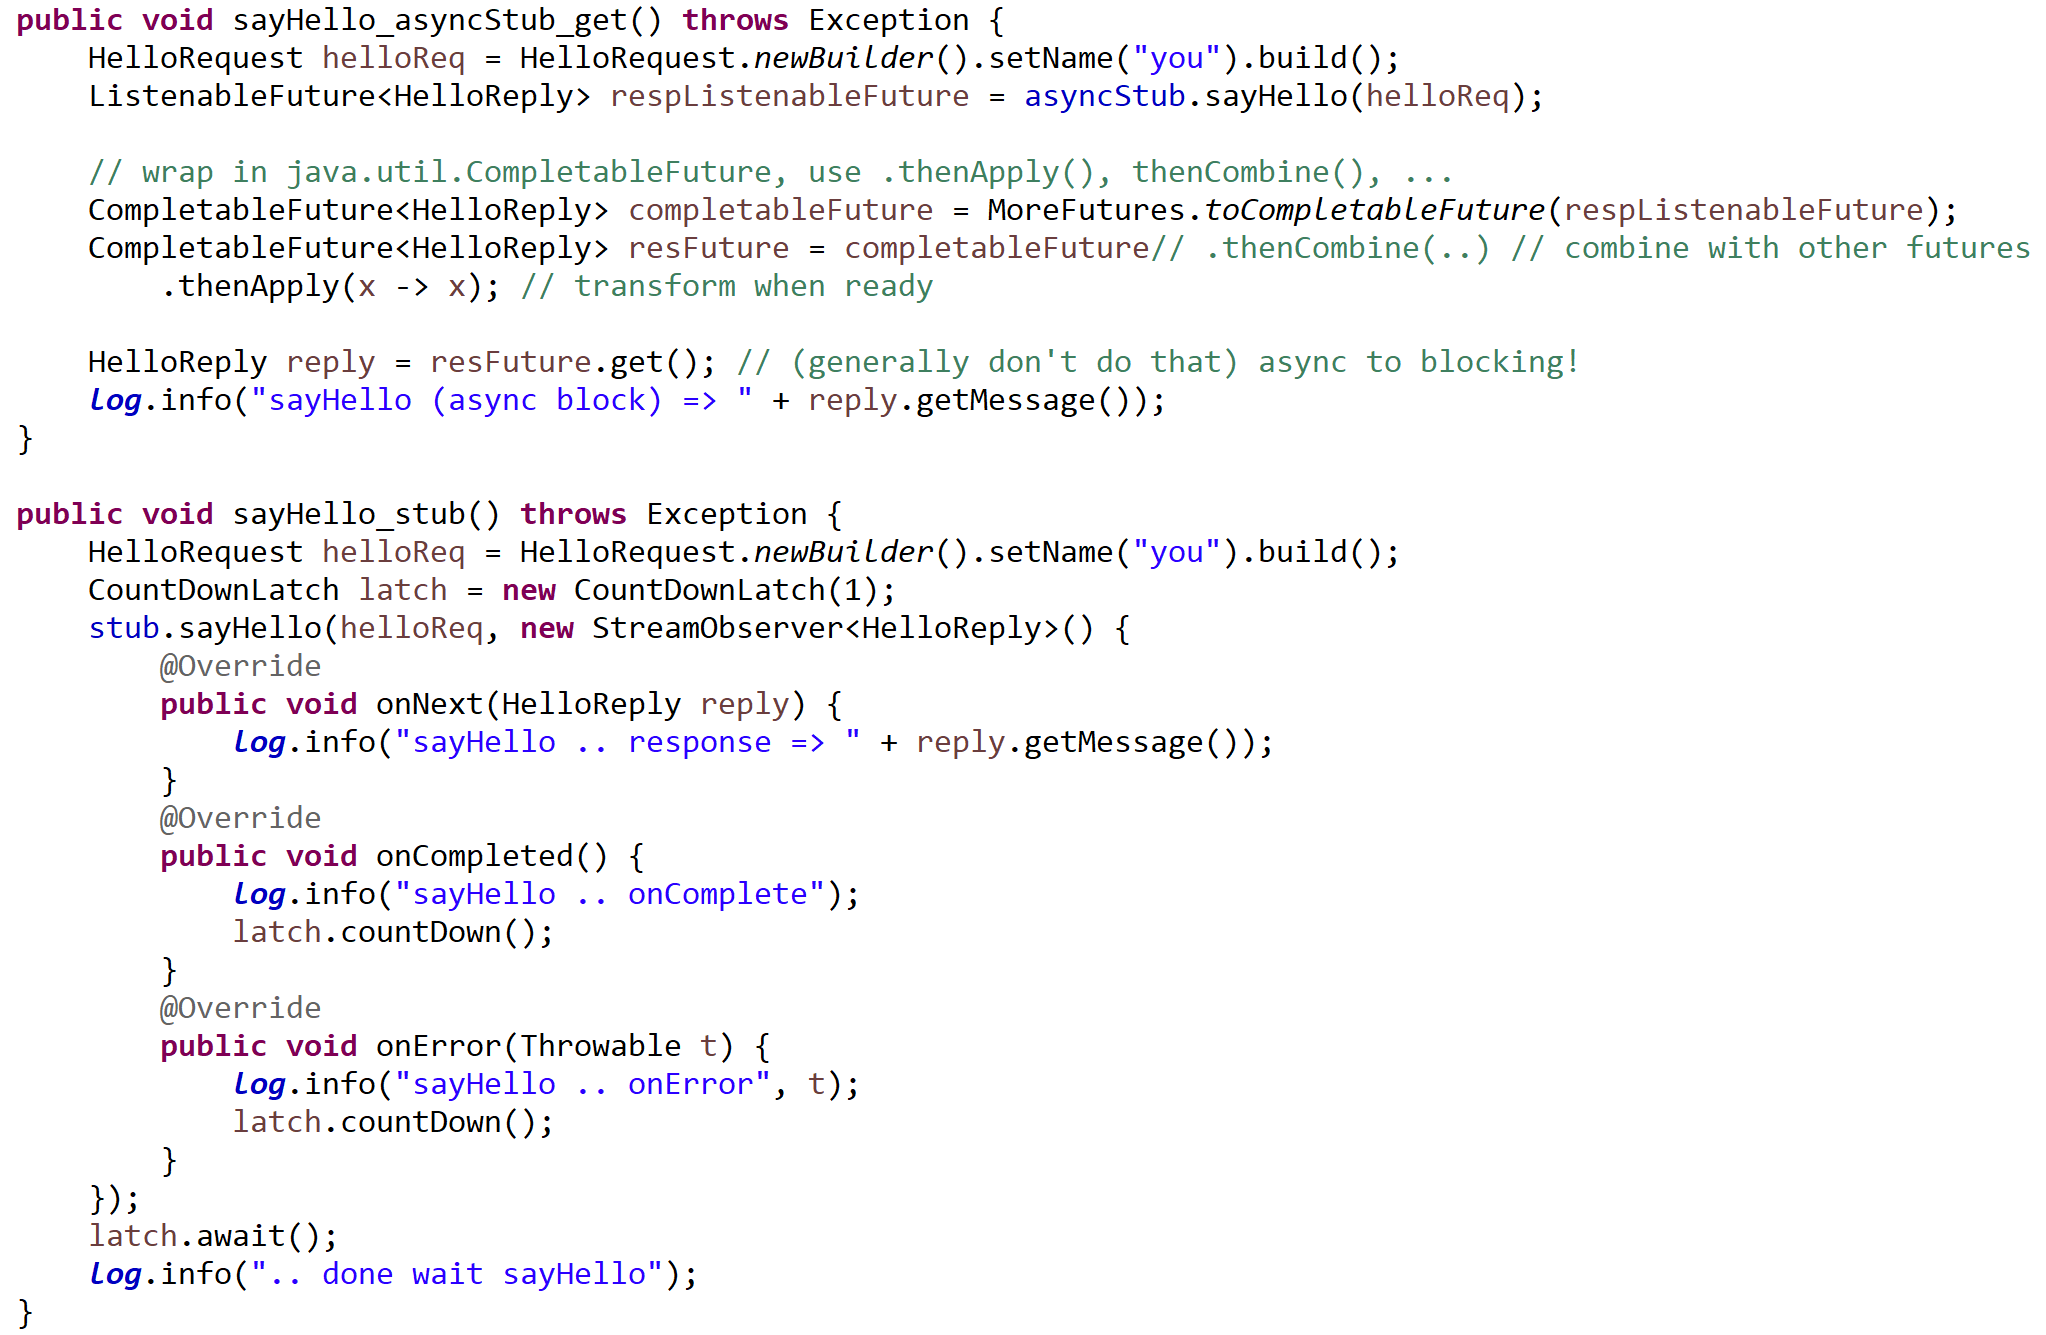 public void sayHello_asyncStub_get() throws Exception {
    HelloRequest helloReq = HelloRequest.newBuilder().setName("you").build();
    ListenableFuture<HelloReply> respListenableFuture = asyncStub.sayHello(helloReq);

    // wrap in java.util.CompletableFuture, use .thenApply(), thenCombine(), ...
    CompletableFuture<HelloReply> completableFuture = MoreFutures.toCompletableFuture(respListenableFuture);
    CompletableFuture<HelloReply> resFuture = completableFuture// .thenCombine(..) // combine with other futures
        .thenApply(x -> x); // transform when ready

    HelloReply reply = resFuture.get(); // (generally don't do that) async to blocking!
    log.info("sayHello (async block) => " + reply.getMessage());
}

public void sayHello_stub() throws Exception {
    HelloRequest helloReq = HelloRequest.newBuilder().setName("you").build();
    CountDownLatch latch = new CountDownLatch(1);
    stub.sayHello(helloReq, new StreamObserver<HelloReply>() {
        @Override
        public void onNext(HelloReply reply) {
            log.info("sayHello .. response => " + reply.getMessage());
        }
        @Override
        public void onCompleted() {
            log.info("sayHello .. onComplete");
            latch.countDown();
        }
        @Override
        public void onError(Throwable t) {
            log.info("sayHello .. onError", t);
            latch.countDown();
        }
    });
    latch.await();
    log.info(".. done wait sayHello");
}